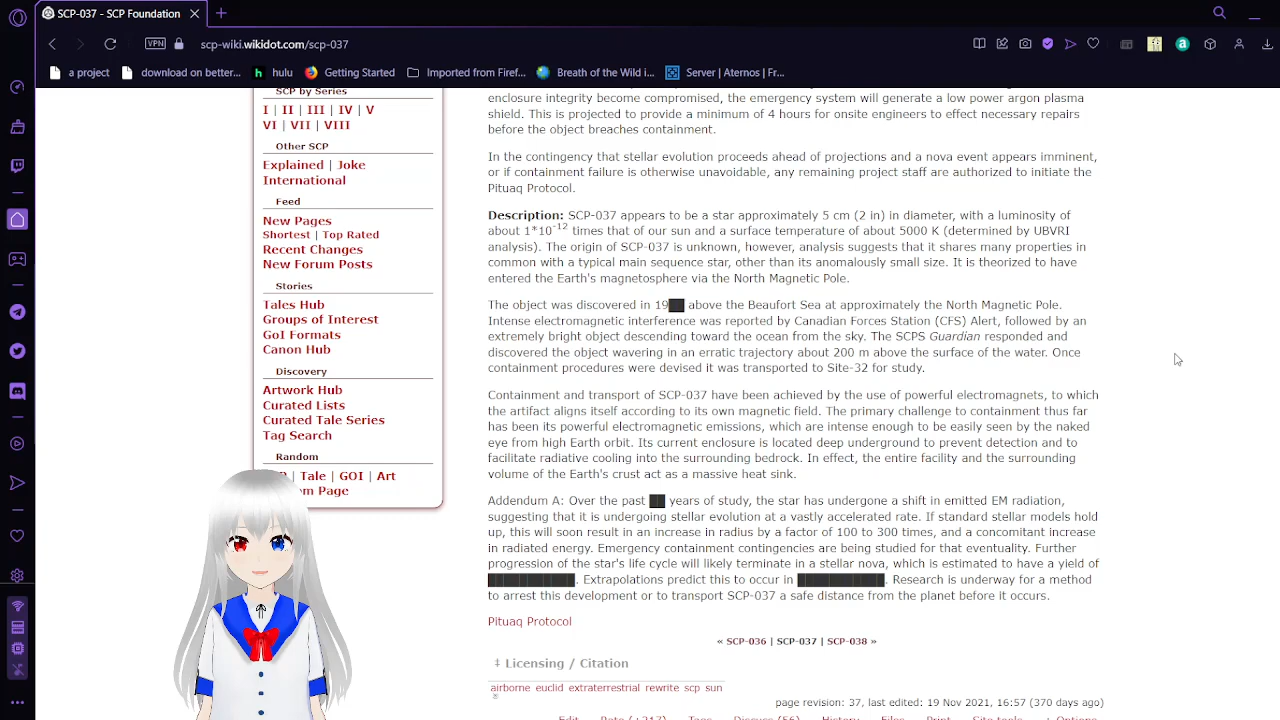 SCP-037 - SCP Foundation
VPN
scp-wiki.wikidot.com/scp-037
a project
download on better...
hulu
Getting Started
Imported from Firef...
Breath of the Wild i...
Server | Aternos | Fr...
SCP by Series
I | II | III | IV | V
VI | VII | VIII
Other SCP
Explained | Joke
International
Feed
New Pages
Shortest | Top Rated
Recent Changes
New Forum Posts
Stories
Tales Hub
Groups of Interest
GoI Formats
Canon Hub
Discovery
Artwork Hub
Curated Lists
Curated Tale Series
Tag Search
Random
| Tale | GOI | Art
Page
enclosure integrity become compromised, the emergency system will generate a low power argon plasma
shield. This is projected to provide a minimum of 4 hours for onsite engineers to effect necessary repairs
before the object breaches containment.
In the contingency that stellar evolution proceeds ahead of projections and a nova event appears imminent,
or if containment failure is otherwise unavoidable, any remaining project staff are authorized to initiate the
Pituaq Protocol.
Description: SCP-037 appears to be a star approximately 5 cm (2 in) in diameter, with a luminosity of
about 1*10⁻¹² times that of our sun and a surface temperature of about 5000 K (determined by UBVRI
analysis). The origin of SCP-037 is unknown, however, analysis suggests that it shares many properties in
common with a typical main sequence star, other than its anomalously small size. It is theorized to have
entered the Earth's magnetosphere via the North Magnetic Pole.
The object was discovered in 19██ above the Beaufort Sea at approximately the North Magnetic Pole.
Intense electromagnetic interference was reported by Canadian Forces Station (CFS) Alert, followed by an
extremely bright object descending toward the ocean from the sky. The SCPS Guardian responded and
discovered the object wavering in an erratic trajectory about 200 m above the surface of the water. Once
containment procedures were devised it was transported to Site-32 for study.
Containment and transport of SCP-037 have been achieved by the use of powerful electromagnets, to which
the artifact aligns itself according to its own magnetic field. The primary challenge to containment thus far
has been its powerful electromagnetic emissions, which are intense enough to be easily seen by the naked
eye from high Earth orbit. Its current enclosure is located deep underground to prevent detection and to
facilitate radiative cooling into the surrounding bedrock. In effect, the entire facility and the surrounding
volume of the Earth's crust act as a massive heat sink.
Addendum A: Over the past ██ years of study, the star has undergone a shift in emitted EM radiation,
suggesting that it is undergoing stellar evolution at a vastly accelerated rate. If standard stellar models hold
up, this will soon result in an increase in radius by a factor of 100 to 300 times, and a concomitant increase
in radiated energy. Emergency containment contingencies are being studied for that eventuality. Further
progression of the star's life cycle will likely terminate in a stellar nova, which is estimated to have a yield of
███████████. Extrapolations predict this to occur in ███████████. Research is underway for a method
to arrest this development or to transport SCP-037 a safe distance from the planet before it occurs.
Pituaq Protocol
« SCP-036 | SCP-037 | SCP-038 »
‡ Licensing / Citation
airborne euclid extraterrestrial rewrite scp sun
page revision: 37, last edited: 19 Nov 2021, 16:57 (370 days ago)
Edit Rate (+213) Tags Discuss (56) History Files Print Site tools + Options